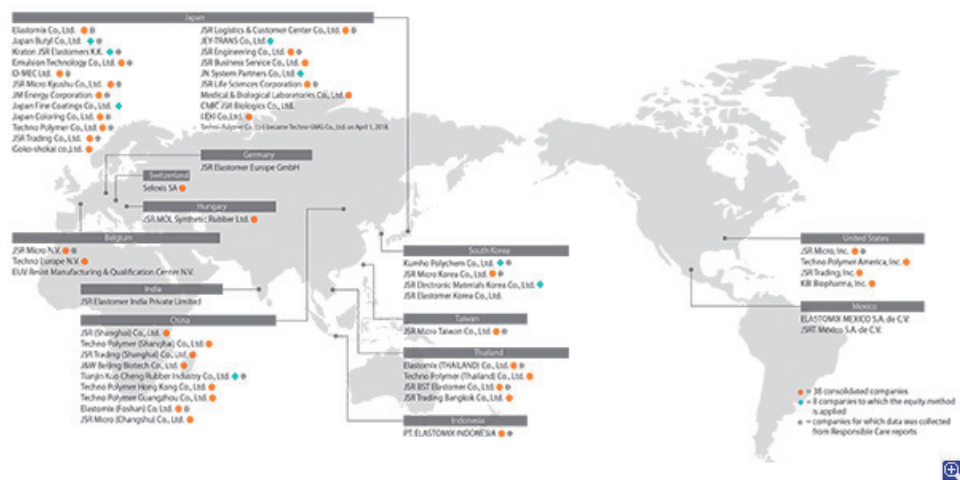 Japan
Elastomix Co., Ltd.
Japan Butyl Co., Ltd.
Kraton JSR Elastomers K.K.
Emulsion Technology Co., Ltd.
D-MEC Ltd.
JSR Micro Kyushu Co., Ltd.
JM Energy Corporation
Japan Fine Coatings Co., Ltd.
Japan Coloring Co., Ltd.
Techno Polymer Co., Ltd.
JSR Trading Co., Ltd.
Goko-shokai co.,Ltd.
JSR Logistics & Customer Center Co., Ltd.
JEY-TRANS Co., Ltd.
JSR Engineering Co., Ltd.
JSR Business Service Co., Ltd.
JN System Partners Co., Ltd.
JSR Life Sciences Corporation
Medical & Biological Laboratories Co., Ltd.
CMIC JSR Biologics Co., Ltd.
LEXI Co.,Ltd.
Techno Polymer Co., Ltd became Techno-UMG Co., Ltd. on April 1, 2018.
Germany
JSR Elastomer Europe GmbH
Switzerland
Selexis SA
Hungary
JSR MOL Synthetic Rubber Ltd.
Belgium
JSR Micro N.V.
Techno Europe N.V.
EUV Resist Manufacturing & Qualification Center N.V.
India
JSR Elastomer India Private Limited
China
JSR (Shanghai) Co., Ltd.
Techno Polymer (Shanghai) Co., Ltd.
JSR Trading (Shanghai) Co., Ltd.
J&W Beijing Biotech Co., Ltd.
Tianjin Kuo Cheng Rubber Industry Co., Ltd.
Techno Polymer Hong Kong Co., Ltd.
Techno Polymer Guangzhou Co., Ltd.
Elastomix (Foshan) Co. Ltd.
JSR Micro (Changshu) Co., Ltd.
South Korea
Kumho Polychem Co., Ltd.
JSR Micro Korea Co., Ltd.
JSR Electronic Materials Korea Co., Ltd.
JSR Elastomer Korea Co., Ltd.
Taiwan
JSR Micro Taiwan Co., Ltd.
Thailand
Elastomix (THAILAND) Co., Ltd.
Techno Polymer (Thailand) Co., Ltd.
JSR BST Elastomer Co., Ltd.
JSR Trading Bangkok Co., Ltd.
Indonesia
PT. ELASTOMIX INDONESIA
United States
JSR Micro, Inc.
Techno Polymer America, Inc.
JSR Trading, Inc.
KBI Biopharma, Inc.
Mexico
ELASTOMIX MEXICO S.A. de C.V.
JSRT México S.A. de C.V.
= 38 consolidated companies
= 8 companies to which the equity method
is applied
= companies for which data was collected
from Responsible Care reports